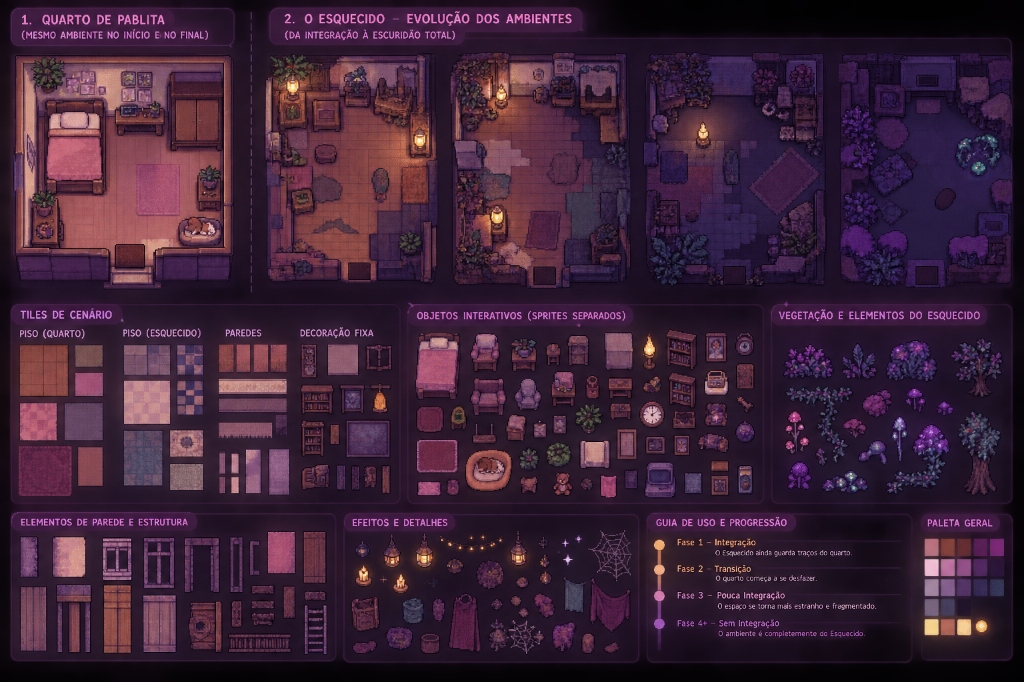 1. QUARTO DE PABLITA
(MESMO AMBIENTE NO INÍCIO E NO FINAL)
2. O ESQUECIDO – EVOLUÇÃO DOS AMBIENTES
(DA INTEGRAÇÃO À ESCURIDÃO TOTAL)
TILES DE CENÁRIO
PISO (QUARTO)
PISO (ESQUECIDO)
PAREDES
DECORAÇÃO FIXA
OBJETOS INTERATIVOS (SPRITES SEPARADOS)
VEGETAÇÃO E ELEMENTOS DO ESQUECIDO
ELEMENTOS DE PAREDE E ESTRUTURA
EFEITOS E DETALHES
GUIA DE USO E PROGRESSÃO
Fase 1 – Integração
O Esquecido ainda guarda traços do quarto.
Fase 2 – Transição
O quarto começa a se desfazer.
Fase 3 – Pouca Integração
O espaço se torna mais estranho e fragmentado.
Fase 4+ – Sem Integração
O ambiente é completamente do Esquecido.
PALETA GERAL